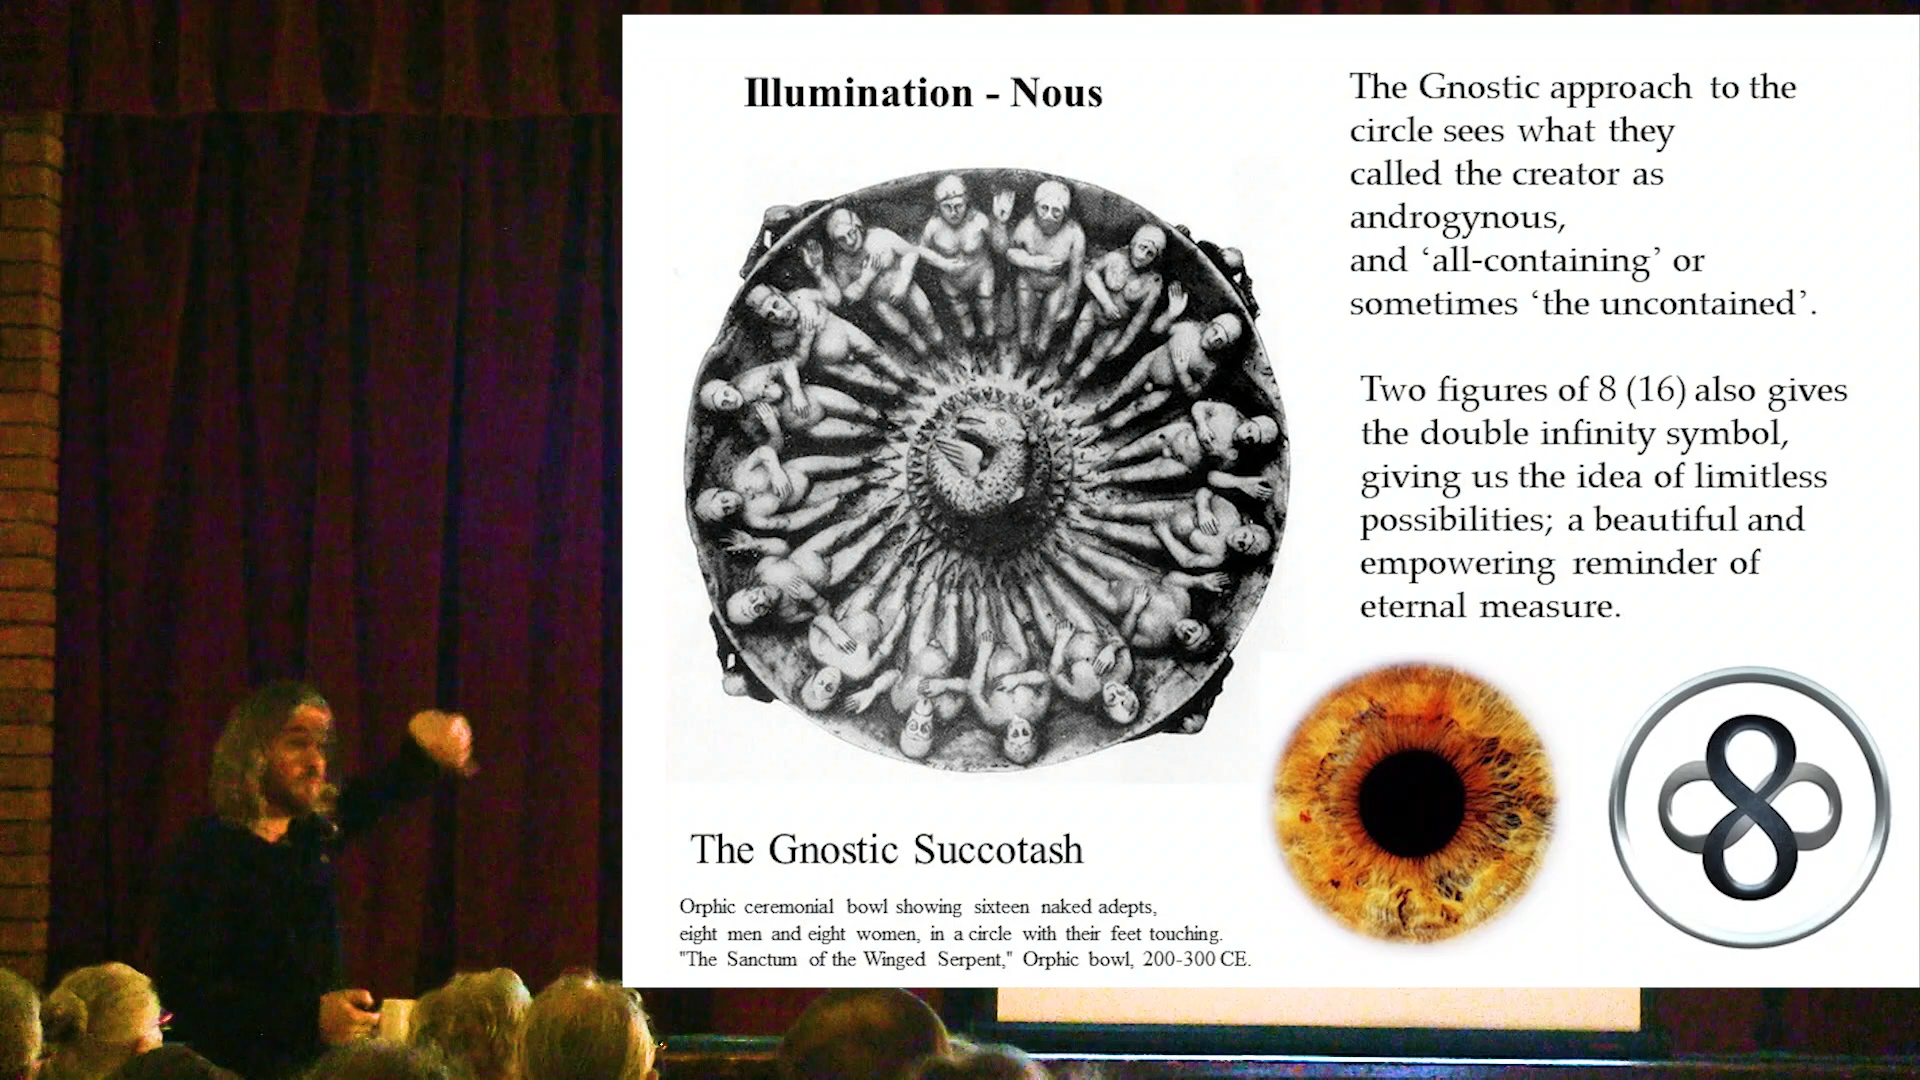 Illumination - Nous
The Gnostic approach to the
circle sees what they
called the creator as
androgynous,
and ‘all-containing’ or
sometimes ‘the uncontained’.
Two figures of 8 (16) also gives
the double infinity symbol,
giving us the idea of limitless
possibilities; a beautiful and
empowering reminder of
eternal measure.
The Gnostic Succotash
Orphic ceremonial bowl showing sixteen naked adepts,
eight men and eight women, in a circle with their feet touching.
"The Sanctum of the Winged Serpent," Orphic bowl, 200-300 CE.
8